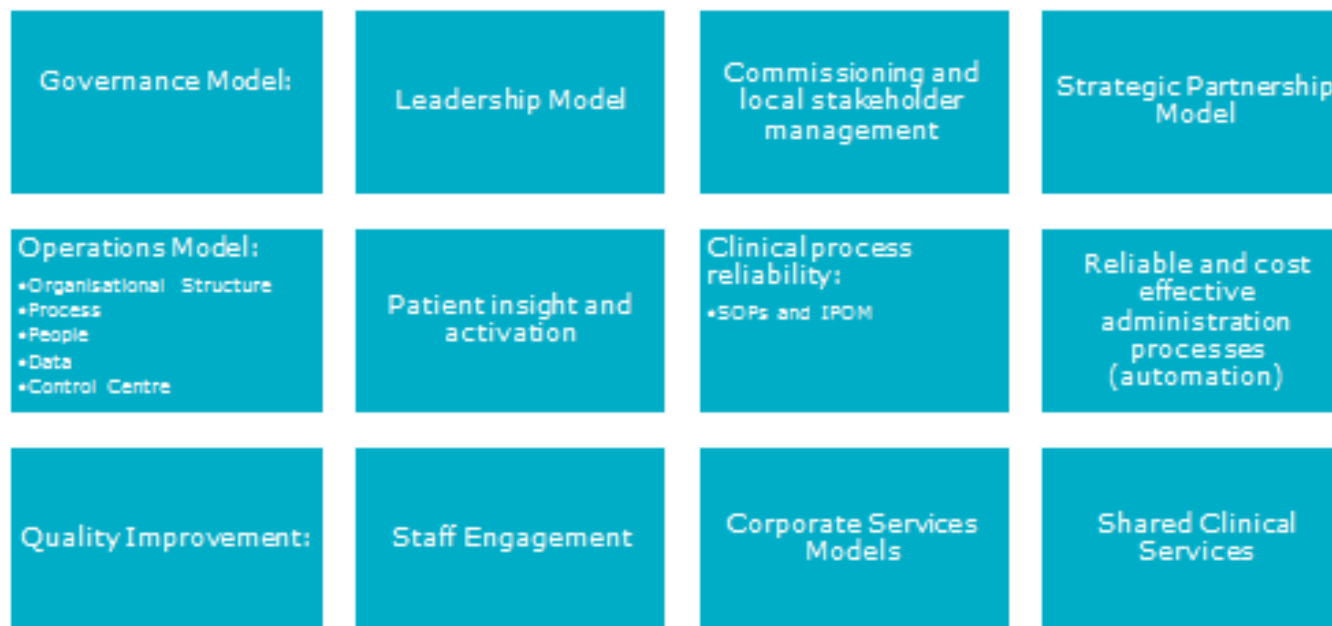 Governance Model:
Leadership Model
Commissioning and
local stakeholder
management
Strategic Partnership
Model
Operations Model:
•Organisational Structure
•Process
•People
•Data
•Control Centre
Patient insight and
activation
Clinical process
reliability:
•SOPs and IPOM
Reliable and cost
effective
administration
processes
(automation)
Quality Improvement:
Staff Engagement
Corporate Services
Models
Shared Clinical
Services